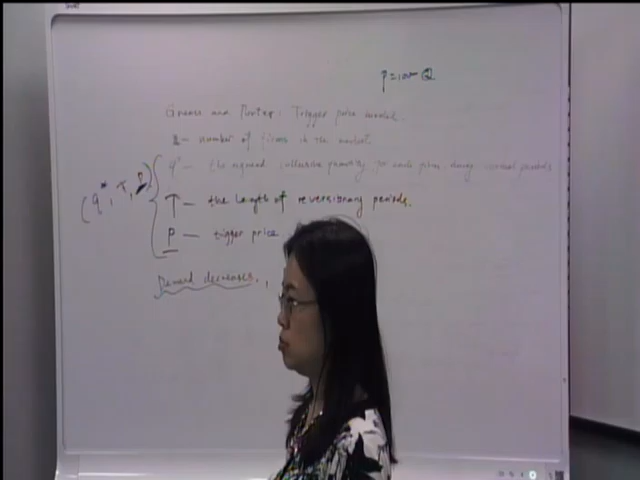 P = 100 - Q
Green and Porter: Trigger price model.
n — number of firms in the market
q* — the agreed collusive quantity for each firm during normal periods
(q*, T, P)
T — the length of reversionary periods.
P — tigger price
Demand decreases,